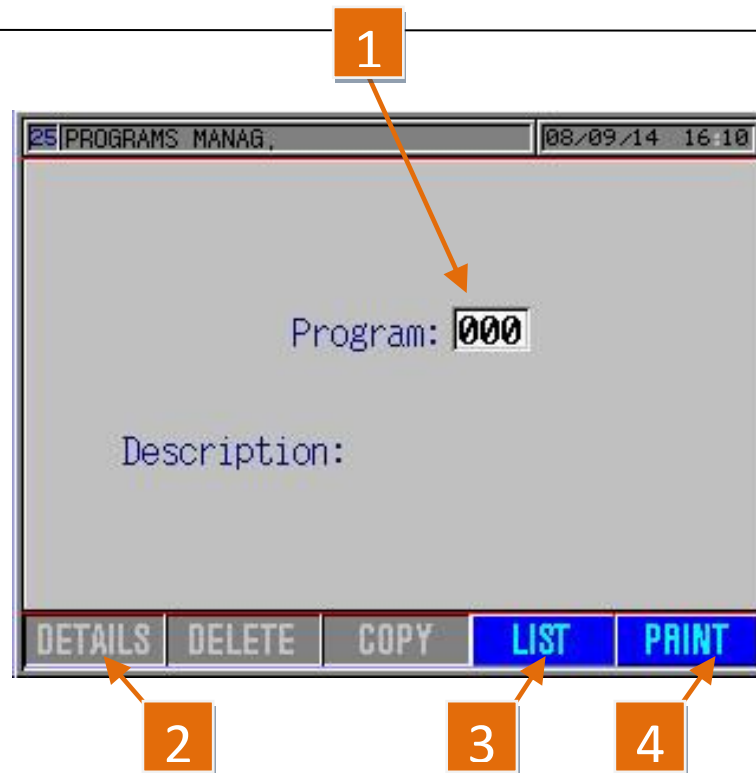 1
25 PROGRAMS MANAG. 08/09/14 16:10
Program: 000
Description:
DETAILS DELETE COPY LIST PRINT
2 3 4